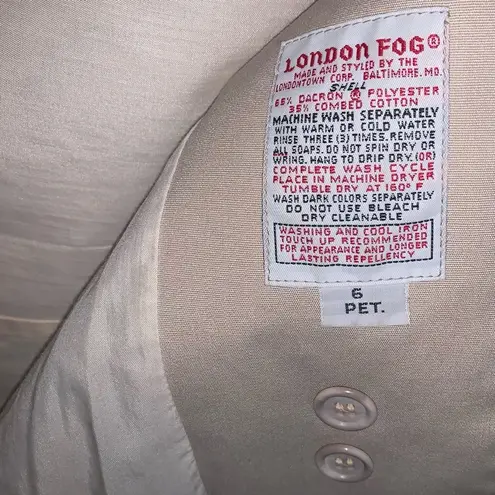 LONDON FOG®
MADE AND STYLED BY THE
LONDONTOWN CORP. BALTIMORE. MD.
SHELL
65% DACRON ® POLYESTER
35% COMBED COTTON
MACHINE WASH SEPARATELY
WITH WARM OR COLD WATER
RINSE THREE (3) TIMES. REMOVE
ALL SOAPS. DO NOT SPIN DRY OR
WRING. HANG TO DRIP DRY. (OR)
COMPLETE WASH CYCLE
PLACE IN MACHINE DRYER
TUMBLE DRY AT 160° F
WASH DARK COLORS SEPARATELY
DO NOT USE BLEACH
DRY CLEANABLE
WASHING AND COOL IRON
TOUCH UP RECOMMENDED
FOR APPEARANCE AND LONGER
LASTING REPELLENCY
6
PET.